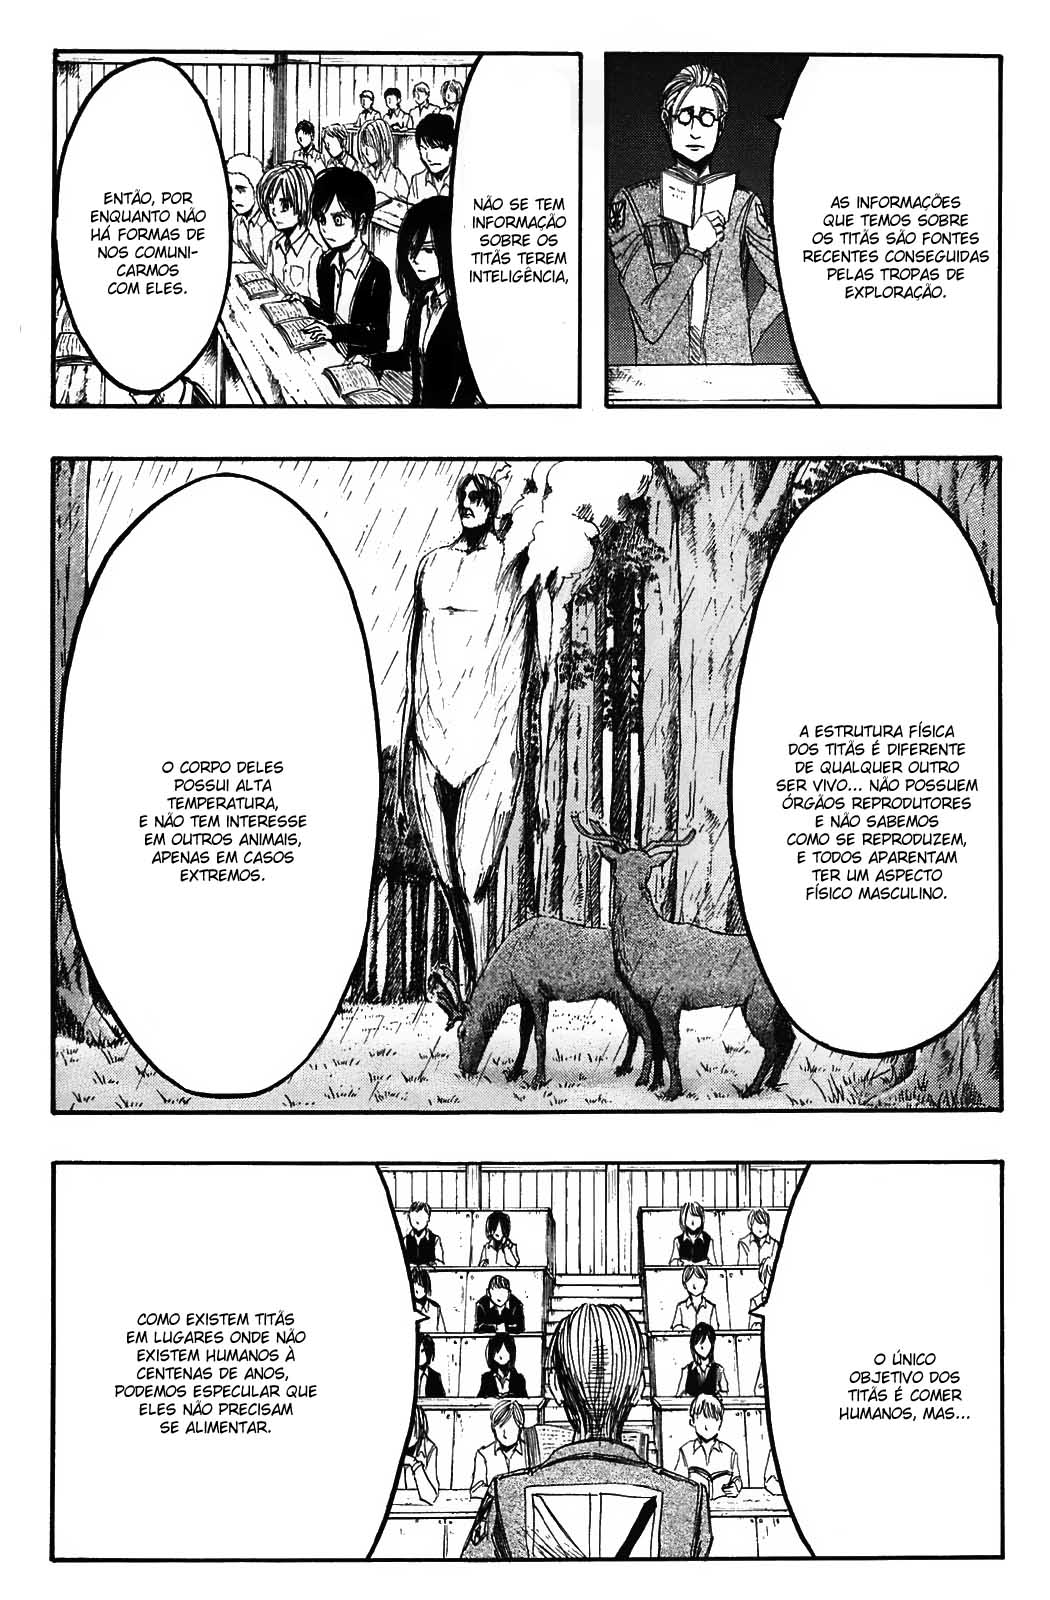 AS INFORMAÇÕES
QUE TEMOS SOBRE
OS TITÃS SÃO FONTES
RECENTES CONSEGUIDAS
PELAS TROPAS DE
EXPLORAÇÃO.
NÃO SE TEM
INFORMAÇÃO
SOBRE OS
TITÃS TEREM
INTELIGÊNCIA,
ENTÃO, POR
ENQUANTO NÃO
HÁ FORMAS DE
NOS COMUNI-
CARMOS
COM ELES.
A ESTRUTURA FÍSICA
DOS TITÃS É DIFERENTE
DE QUALQUER OUTRO
SER VIVO... NÃO POSSUEM
ÓRGÃOS REPRODUTORES
E NÃO SABEMOS
COMO SE REPRODUZEM,
E TODOS APARENTAM
TER UM ASPECTO
FÍSICO MASCULINO.
O CORPO DELES
POSSUI ALTA
TEMPERATURA,
E NÃO TEM INTERESSE
EM OUTROS ANIMAIS,
APENAS EM CASOS
EXTREMOS.
O ÚNICO
OBJETIVO DOS
TITÃS É COMER
HUMANOS, MAS...
COMO EXISTEM TITÃS
EM LUGARES ONDE NÃO
EXISTEM HUMANOS À
CENTENAS DE ANOS,
PODEMOS ESPECULAR QUE
ELES NÃO PRECISAM
SE ALIMENTAR.